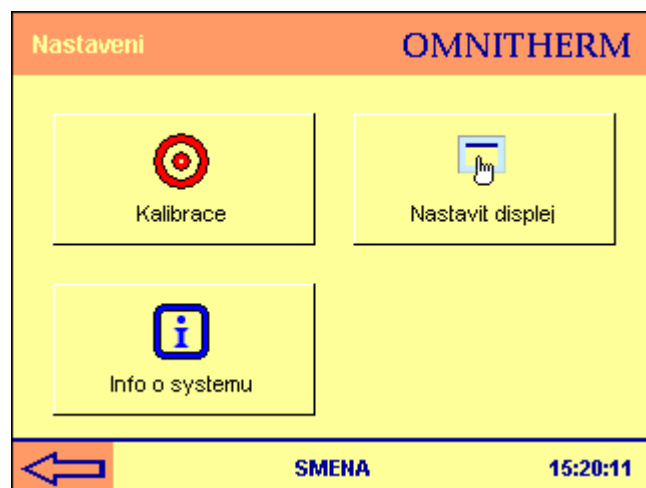 Nastaveni
OMNITHERM
Kalibrace
Nastavit displej
Info o systemu
SMENA
15:20:11